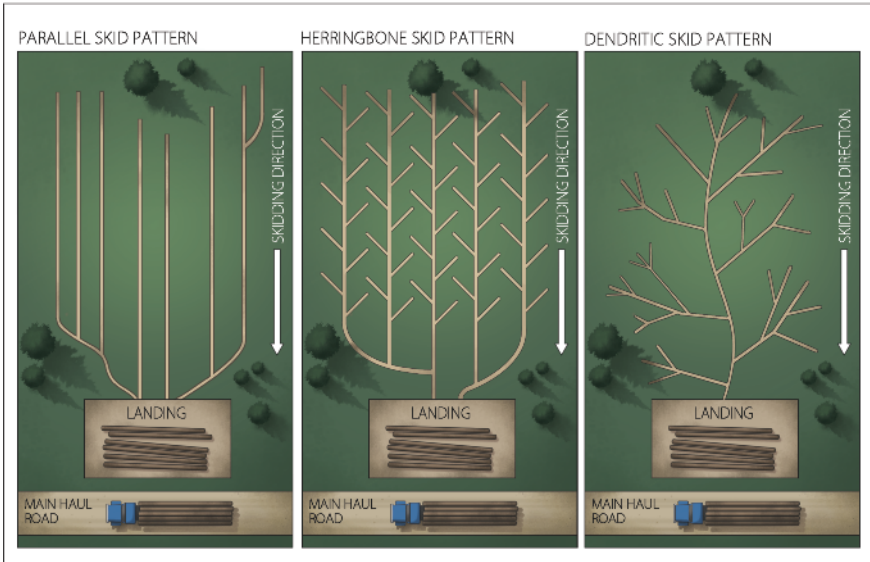 PARALLEL SKID PATTERN
SKIDDING DIRECTION
LANDING
MAIN HAUL
ROAD
HERRINGBONE SKID PATTERN
SKIDDING DIRECTION
LANDING
MAIN HAUL
ROAD
DENDRITIC SKID PATTERN
SKIDDING DIRECTION
LANDING
MAIN HAUL
ROAD